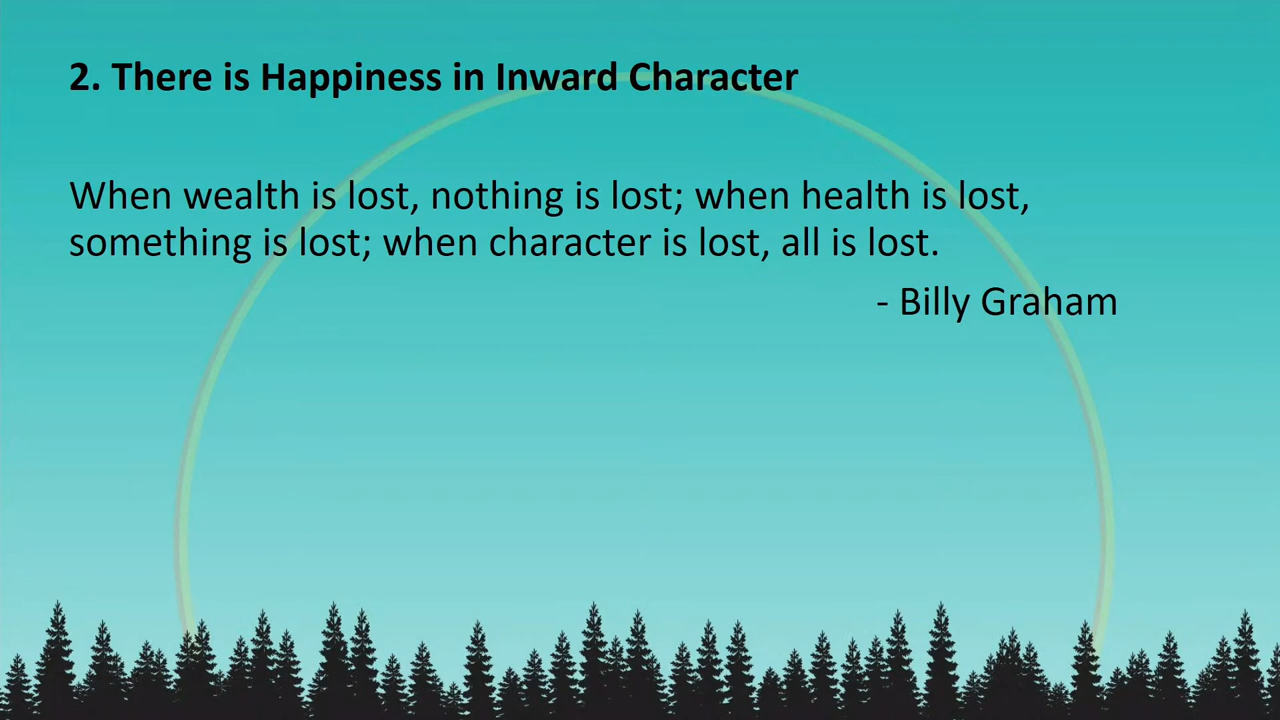 2. There is Happiness in Inward Character
When wealth is lost, nothing is lost; when health is lost,
something is lost; when character is lost, all is lost.
- Billy Graham